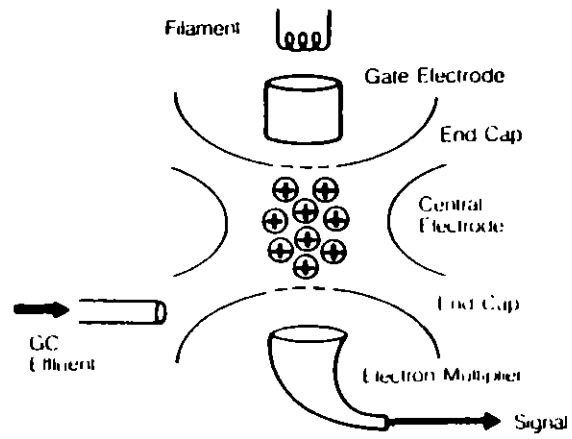 Filament
Gate Electrode
End Cap
Central
Electrode
End Cap
GC
Effluent
Electron Multiplier
Signal